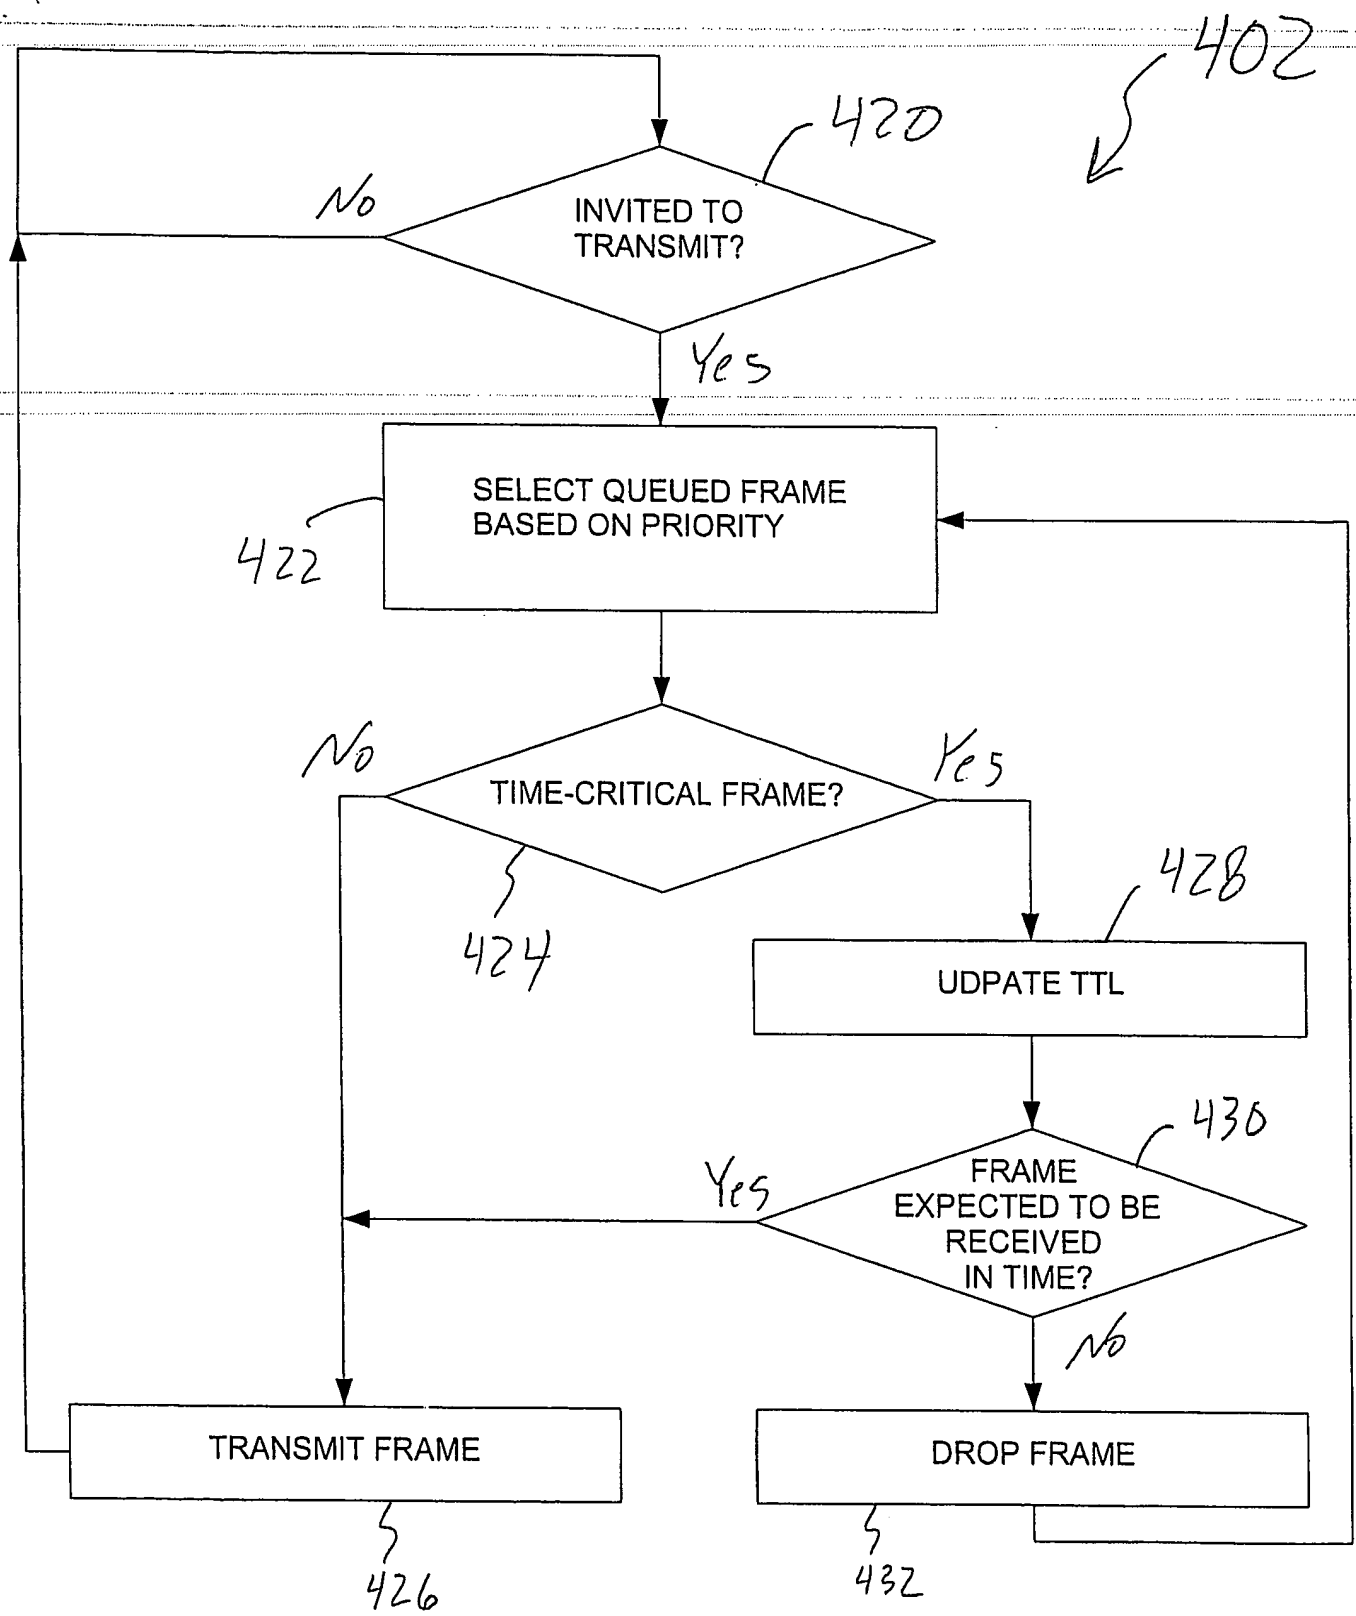 402
420
No
INVITED TO
TRANSMIT?
Yes
SELECT QUEUED FRAME
BASED ON PRIORITY
422
No
Yes
TIME-CRITICAL FRAME?
428
424
UDPATE TTL
430
Yes
FRAME
EXPECTED TO BE
RECEIVED
IN TIME?
No
TRANSMIT FRAME
DROP FRAME
426
432